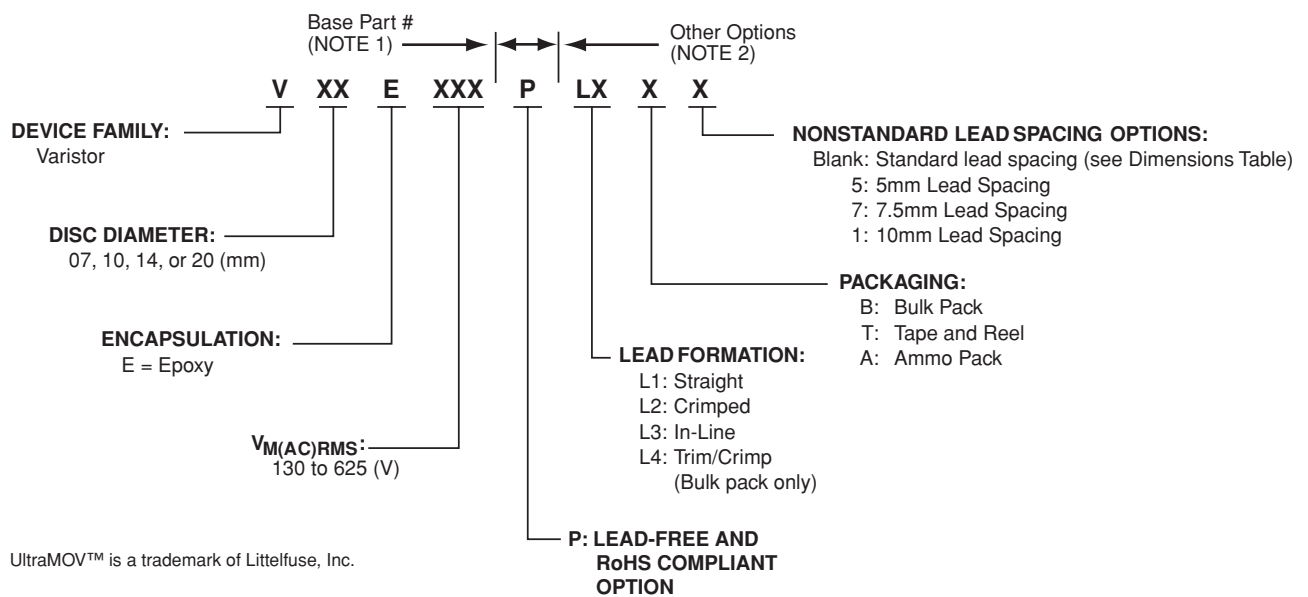 Base Part #
(NOTE 1)
Other Options
(NOTE 2)
V XX E XXX P LX X X
DEVICE FAMILY:
Varistor
DISC DIAMETER:
07, 10, 14, or 20 (mm)
ENCAPSULATION:
E = Epoxy
VM(AC)RMS:
130 to 625 (V)
NONSTANDARD LEAD SPACING OPTIONS:
Blank: Standard lead spacing (see Dimensions Table)
5: 5mm Lead Spacing
7: 7.5mm Lead Spacing
1: 10mm Lead Spacing
PACKAGING:
B: Bulk Pack
T: Tape and Reel
A: Ammo Pack
LEAD FORMATION:
L1: Straight
L2: Crimped
L3: In-Line
L4: Trim/Crimp
(Bulk pack only)
P: LEAD-FREE AND
RoHS COMPLIANT
OPTION
UltraMOV™ is a trademark of Littelfuse, Inc.